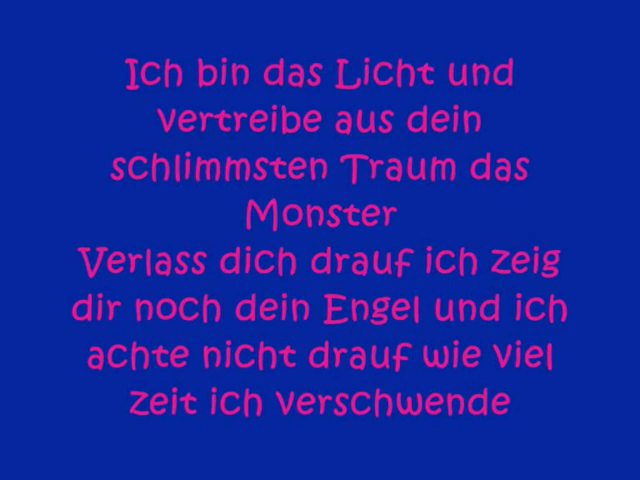 Ich bin das Licht und
vertreibe aus dein
schlimmsten Traum das
Monster
Verlass dich drauf ich zeig
dir noch dein Engel und ich
achte nicht drauf wie viel
zeit ich verschwende